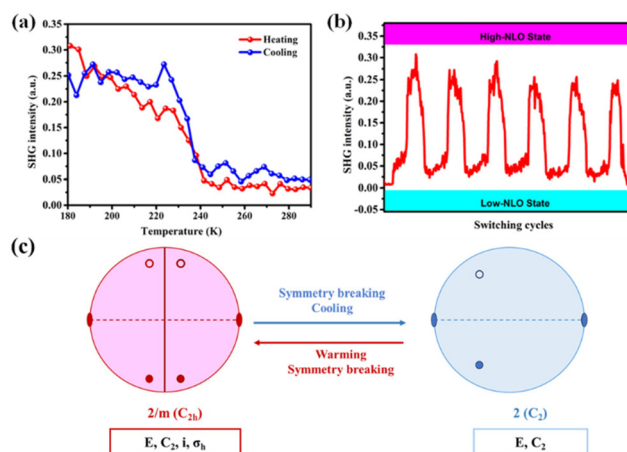 (a)
Heating
Cooling
SHG intensity (a.u.)
0.35
0.30
0.25
0.20
0.15
0.10
0.05
0.00
180 200 220 240 260 280
Temperature (K)
(b)
High-NLO State
SHG intensity (a.u.)
0.35
0.30
0.25
0.20
0.15
0.10
0.05
0.00
-0.05
Low-NLO State
Switching cycles
(c)
Symmetry breaking
Cooling
Warming
Symmetry breaking
2/m (C₂ₕ)
2 (C₂)
E, C₂, i, σₕ
E, C₂